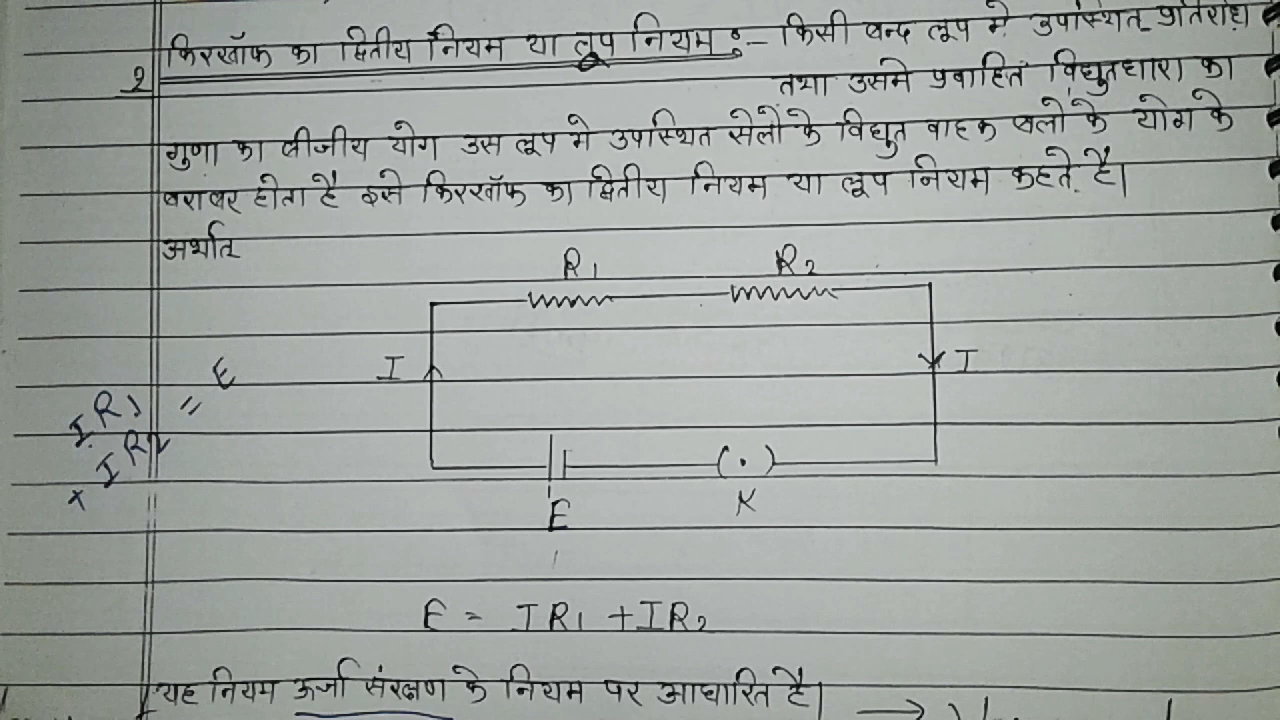 2 किरखॉफ का द्वितीय नियम या लूप नियम :- किसी बन्द लूप मे उपस्थित प्रतिरोध
तथा उसमे प्रवाहित विधुतधारा का
गुणा का बीजीय योग उस लूप मे उपस्थित सेलों के विधुत वाहक बलों के योग के
बराबर होता है इसे किरखॉफ का द्वितीय नियम या लूप नियम कहते है।
अर्थात
R1 R2
I I
E
IR1 =
IR2
+
E K
E = IR1 + IR2
यह नियम ऊर्जा संरक्षण के नियम पर आधारित है। →